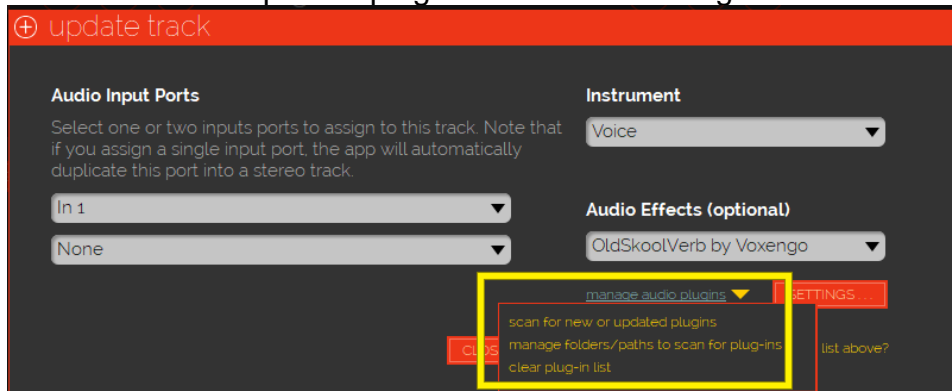 update track
Audio Input Ports
Select one or two inputs ports to assign to this track. Note that
if you assign a single input port, the app will automatically
duplicate this port into a stereo track.
In 1
None
Instrument
Voice
Audio Effects (optional)
OldSkoolVerb by Voxengo
manage audio plugins
SETTINGS . . .
scan for new or updated plugins
manage folders/paths to scan for plug-ins
clear plug-in list
list above?